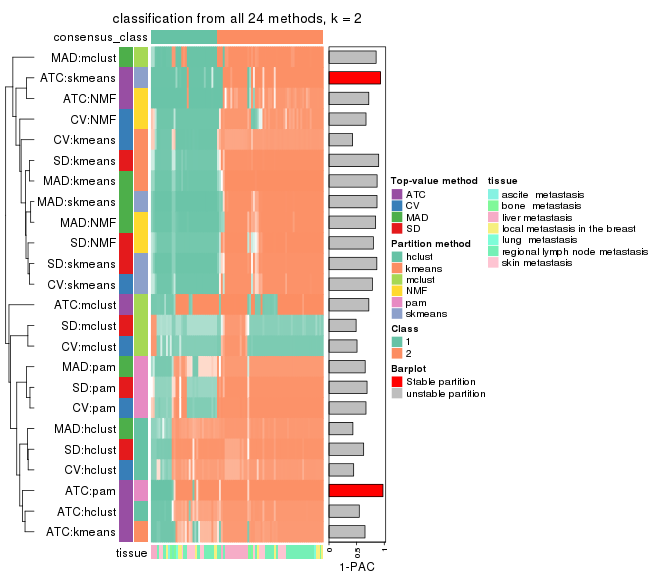 classification from all 24 methods, k = 2
consensus_class
MAD:mclust
ATC:skmeans
ATC:NMF
CV:NMF
CV:kmeans
SD:kmeans
MAD:kmeans
MAD:skmeans
MAD:NMF
SD:NMF
SD:skmeans
CV:skmeans
ATC:mclust
SD:mclust
CV:mclust
MAD:pam
SD:pam
CV:pam
MAD:hclust
SD:hclust
CV:hclust
ATC:pam
ATC:hclust
ATC:kmeans
tissue
0
0.5
1
1-PAC
Top-value method
ATC
CV
MAD
SD
Partition method
hclust
kmeans
mclust
NMF
pam
skmeans
Class
1
2
Barplot
Stable partition
unstable partition
tissue
ascite metastasis
bone metastasis
liver metastasis
local metastasis in the breast
lung metastasis
regional lymph node metastasis
skin metastasis